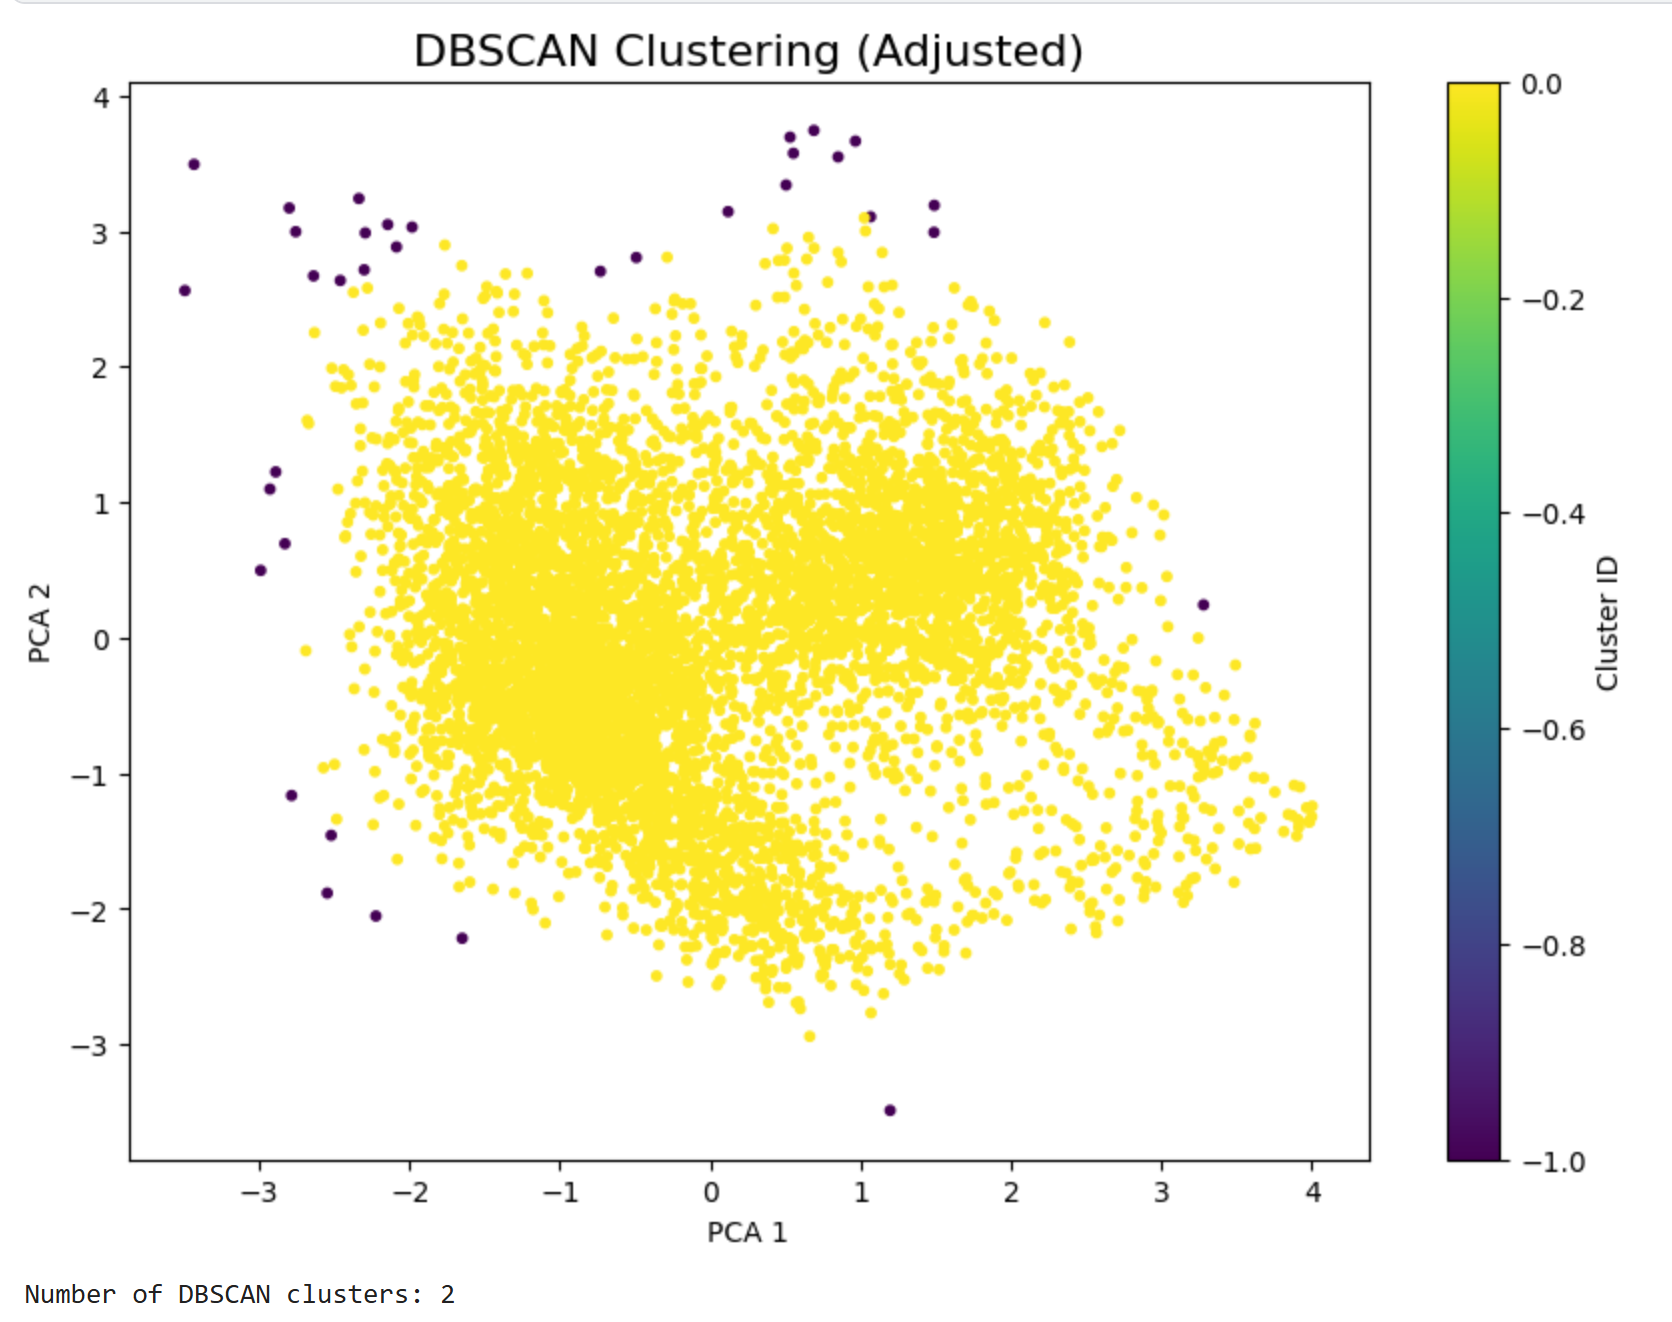 DBSCAN Clustering (Adjusted)
4
3
2
1
0
−1
−2
−3
PCA 2
−3 −2 −1 0 1 2 3 4
PCA 1
0.0
−0.2
−0.4
−0.6
−0.8
−1.0
Cluster ID
Number of DBSCAN clusters: 2